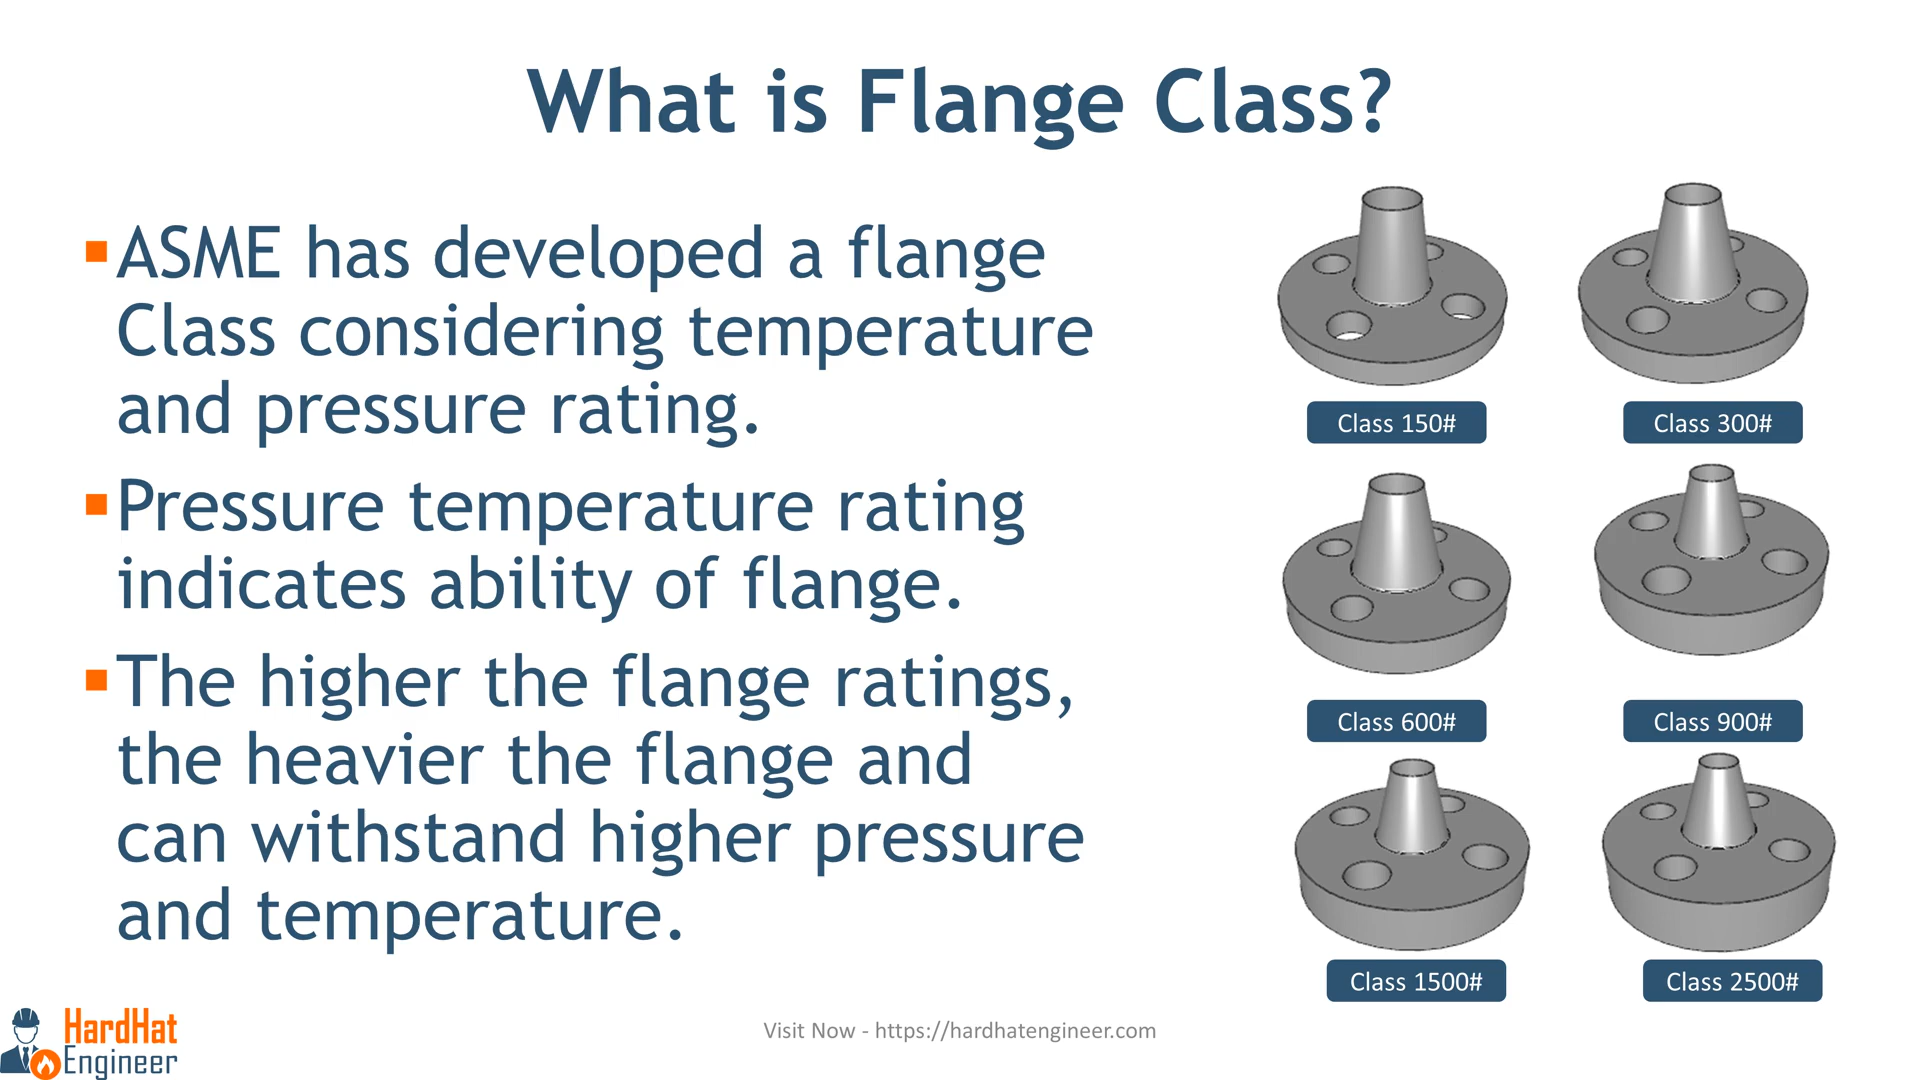 What is Flange Class?
▪ASME has developed a flange
Class considering temperature
and pressure rating.
▪Pressure temperature rating
indicates ability of flange.
▪The higher the flange ratings,
the heavier the flange and
can withstand higher pressure
and temperature.
Class 150#
Class 300#
Class 600#
Class 900#
Class 1500#
Class 2500#
HardHat
Engineer
Visit Now - https://hardhatengineer.com